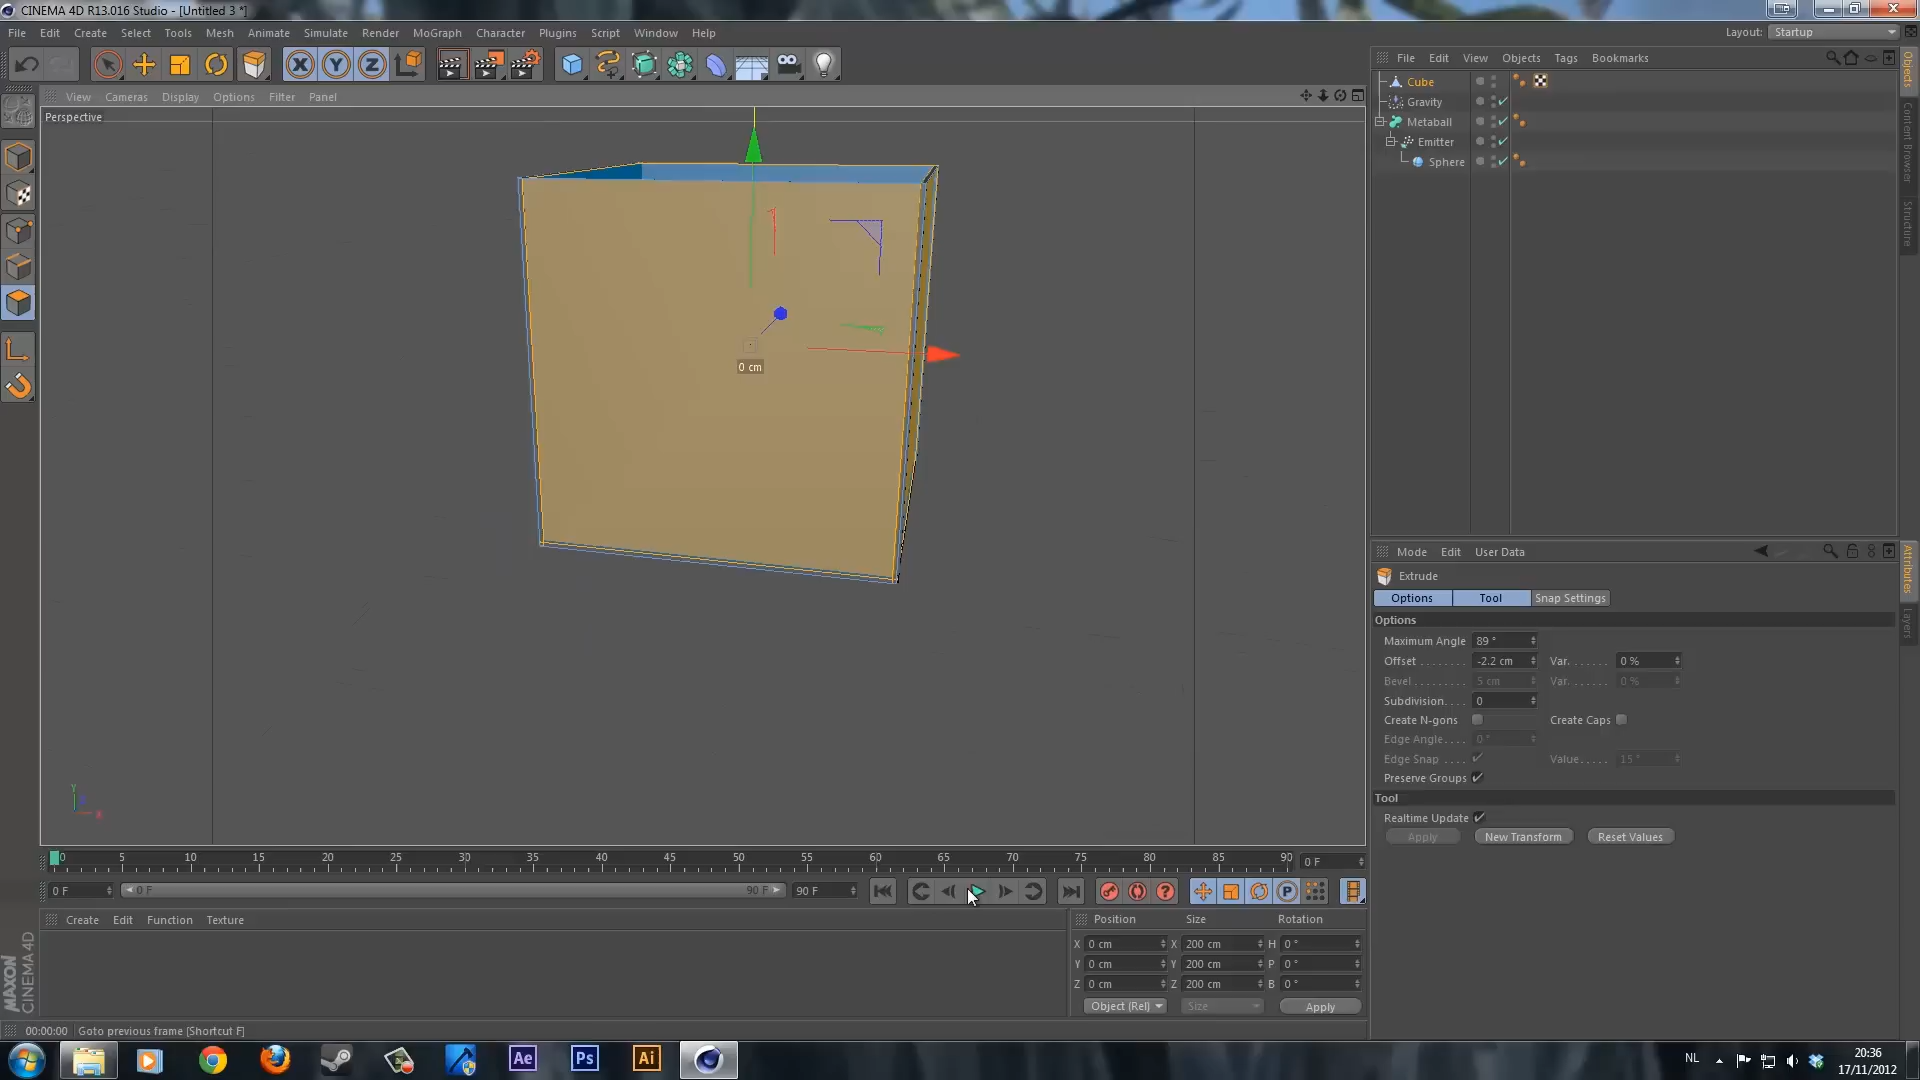 CINEMA 4D R13.016 Studio - [Untitled 3 *]
File Edit Create Select Tools Mesh Animate Simulate Render MoGraph Character Plugins Script Window Help
Layout: Startup
View Cameras Display Options Filter Panel
File Edit View Objects Tags Bookmarks
Perspective
Cube
Gravity
Metaball
Emitter
Sphere
Objects
Content Browser
Structure
0 cm
Mode Edit User Data
Extrude
Options Tool Snap Settings
Options
Maximum Angle 89 °
Offset . . . . . . . . -2.2 cm Var. . . . . . . 0 %
Bevel . . . . . . . . . 5 cm Var. . . . . . . 0 %
Subdivision. . . . 0
Create N-gons Create Caps
Edge Angle. . . . 0 °
Edge Snap . . . . Value. . . . . 15 °
Preserve Groups
Tool
Realtime Update
Apply New Transform Reset Values
Attributes
Layers
Y
X
0 5 10 15 20 25 30 35 40 45 50 55 60 65 70 75 80 85 90 0 F
0 F 0 F 90 F 90 F
Create Edit Function Texture
Position Size Rotation
X 0 cm X 200 cm H 0 °
Y 0 cm Y 200 cm P 0 °
Z 0 cm Z 200 cm B 0 °
Object (Rel) Size Apply
MAXON
CINEMA 4D
00:00:00 Goto previous frame [Shortcut F]
Ae Ps Ai
NL
20:36
17/11/2012